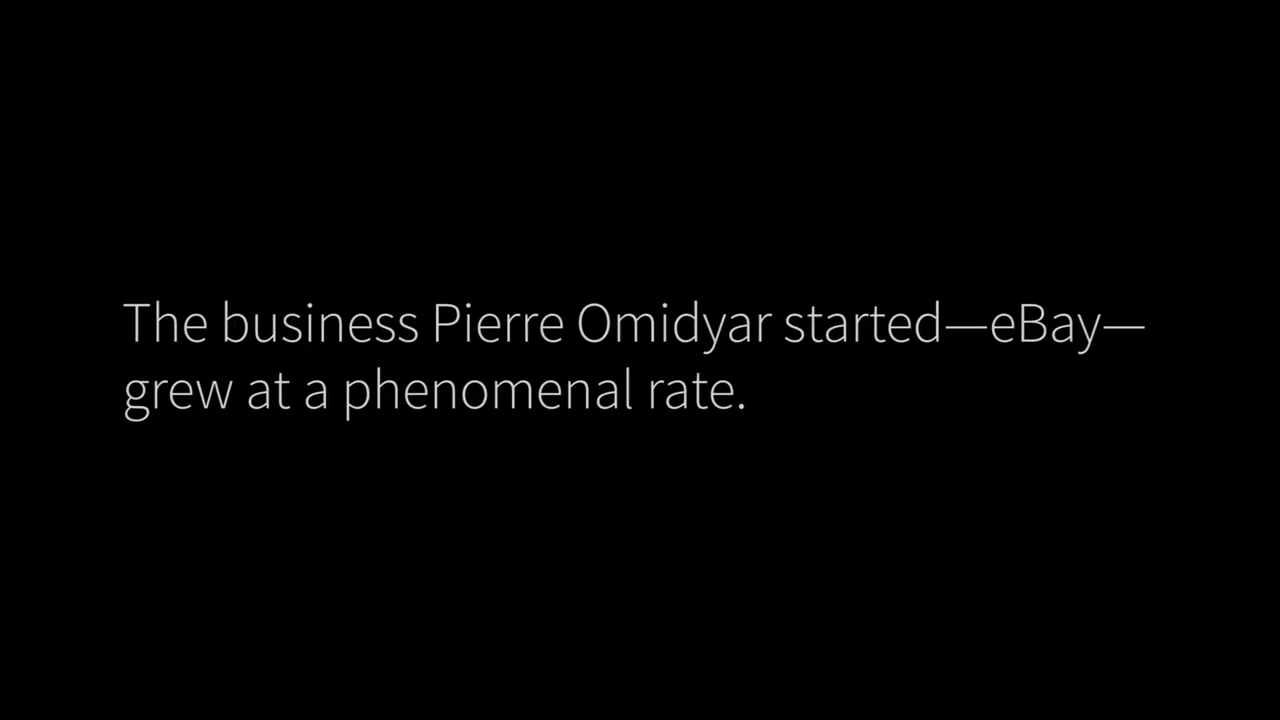 The business Pierre Omidyar started—eBay—
grew at a phenomenal rate.